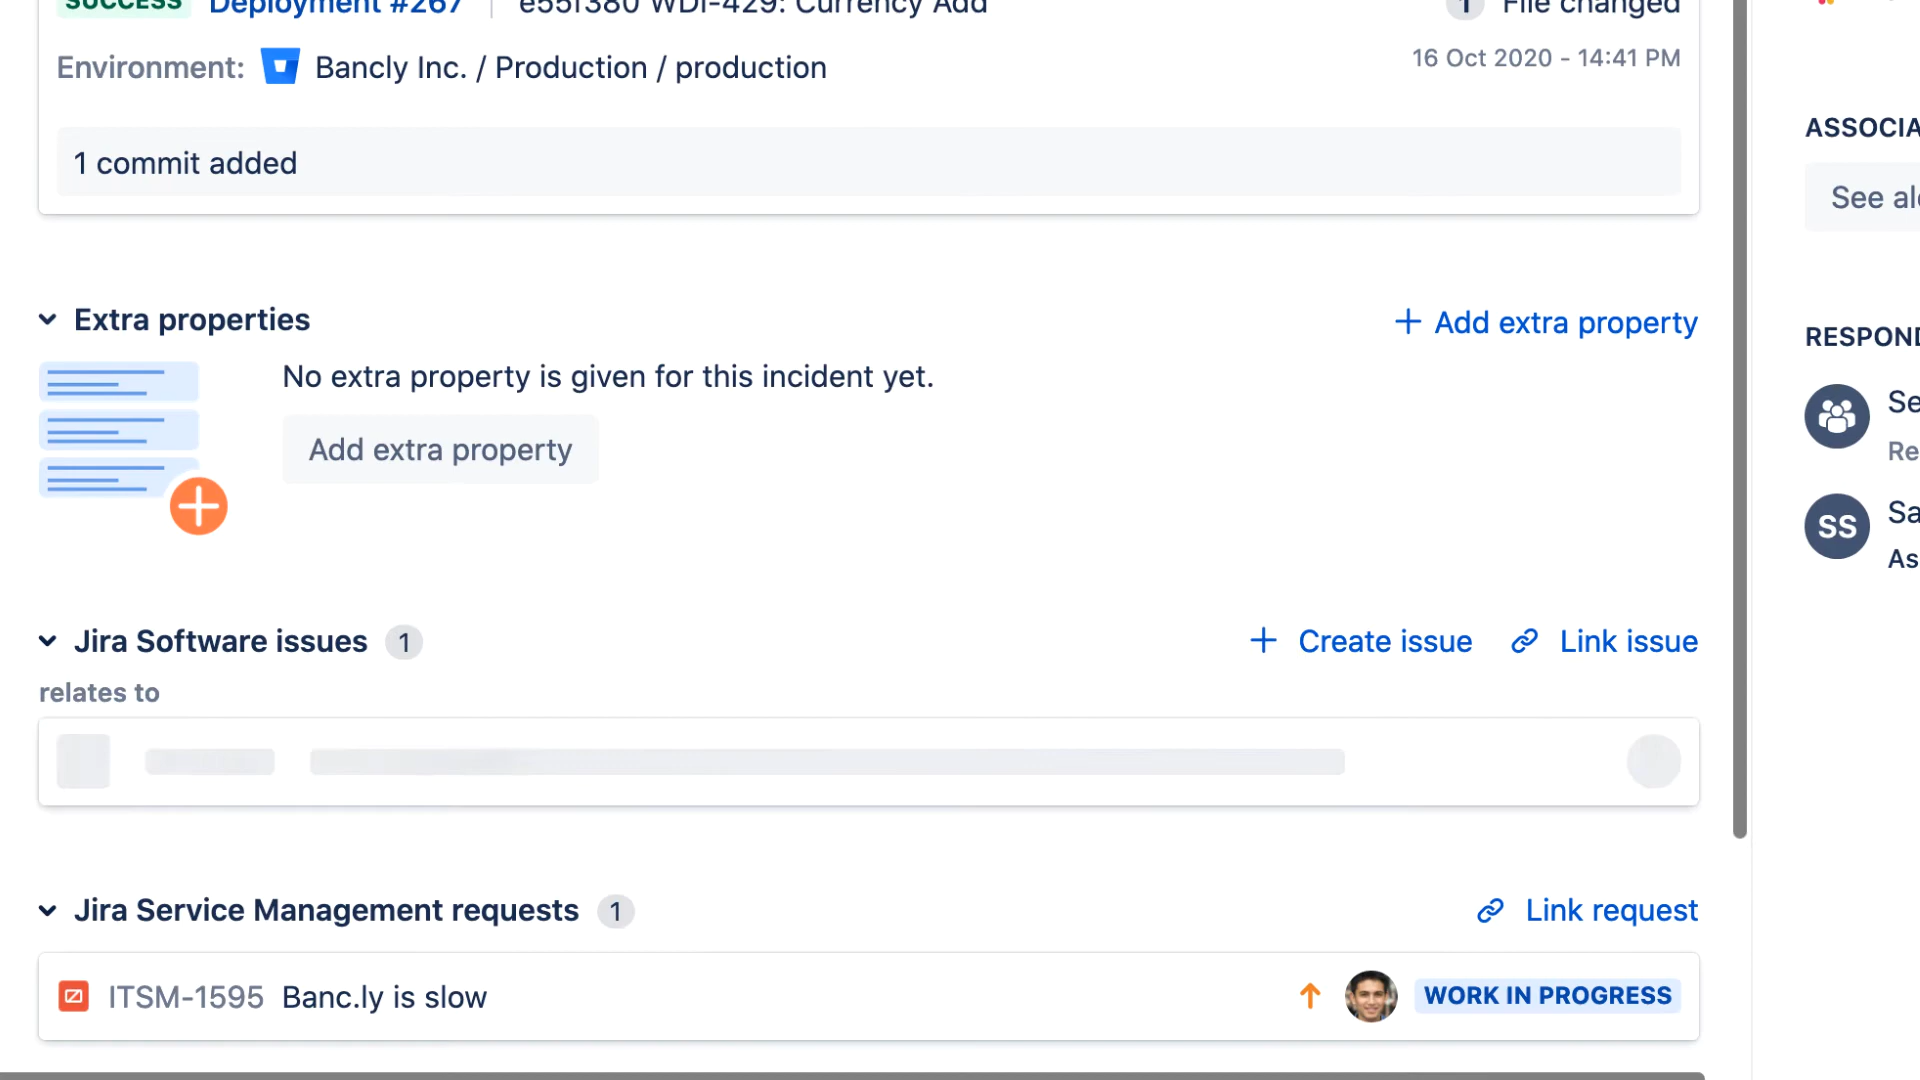 SUCCESS Deployment #267 | e55f380 WDI-429: Currency Add 1 File changed
Environment: Bancly Inc. / Production / production 16 Oct 2020 - 14:41 PM
1 commit added
Extra properties + Add extra property
No extra property is given for this incident yet.
Add extra property
Jira Software issues 1 + Create issue Link issue
relates to
Jira Service Management requests 1 Link request
ITSM-1595 Banc.ly is slow WORK IN PROGRESS
ASSOCIA
See al
RESPOND
Se
Re
SS Sa
As